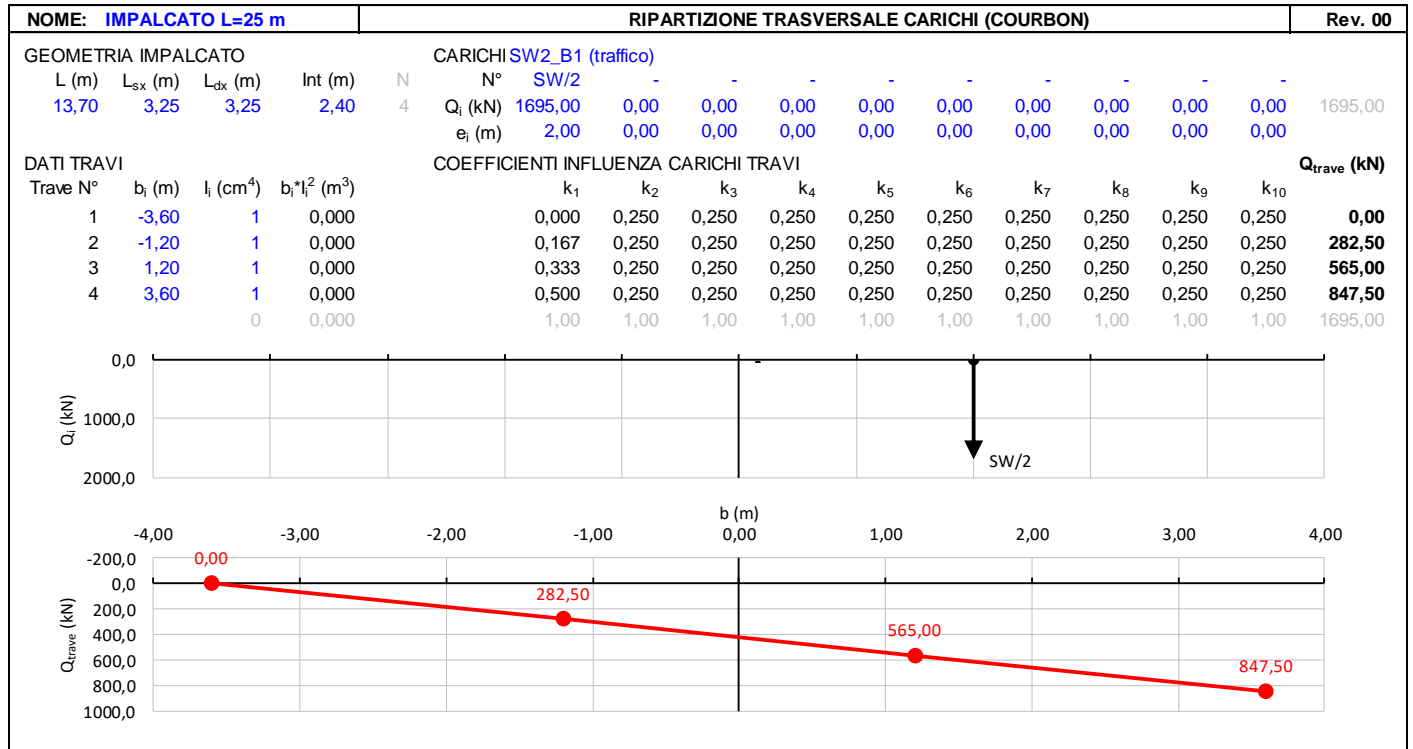 NOME: IMPALCATO L=25 m RIPARTIZIONE TRASVERSALE CARICHI (COURBON) Rev. 00
GEOMETRIA IMPALCATO CARICHI SW2_B1 (traffico)
L (m) Lsx (m) Ldx (m) Int (m) N N° SW/2 - - - - - - - - -
13,70 3,25 3,25 2,40 4 Qi (kN) 1695,00 0,00 0,00 0,00 0,00 0,00 0,00 0,00 0,00 0,00 1695,00
ei (m) 2,00 0,00 0,00 0,00 0,00 0,00 0,00 0,00 0,00 0,00
DATI TRAVI COEFFICIENTI INFLUENZA CARICHI TRAVI Qtrave (kN)
Trave N° bi (m) Ii (cm⁴) bi*Ii² (m³) k1 k2 k3 k4 k5 k6 k7 k8 k9 k10
1 -3,60 1 0,000 0,000 0,250 0,250 0,250 0,250 0,250 0,250 0,250 0,250 0,250 0,00
2 -1,20 1 0,000 0,167 0,250 0,250 0,250 0,250 0,250 0,250 0,250 0,250 0,250 282,50
3 1,20 1 0,000 0,333 0,250 0,250 0,250 0,250 0,250 0,250 0,250 0,250 0,250 565,00
4 3,60 1 0,000 0,500 0,250 0,250 0,250 0,250 0,250 0,250 0,250 0,250 0,250 847,50
0 0,000 1,00 1,00 1,00 1,00 1,00 1,00 1,00 1,00 1,00 1,00 1695,00
0,0
1000,0
2000,0
Qi (kN)
SW/2
b (m)
-4,00 -3,00 -2,00 -1,00 0,00 1,00 2,00 3,00 4,00
-200,0
0,0
200,0
400,0
600,0
800,0
1000,0
Qtrave (kN)
0,00
282,50
565,00
847,50